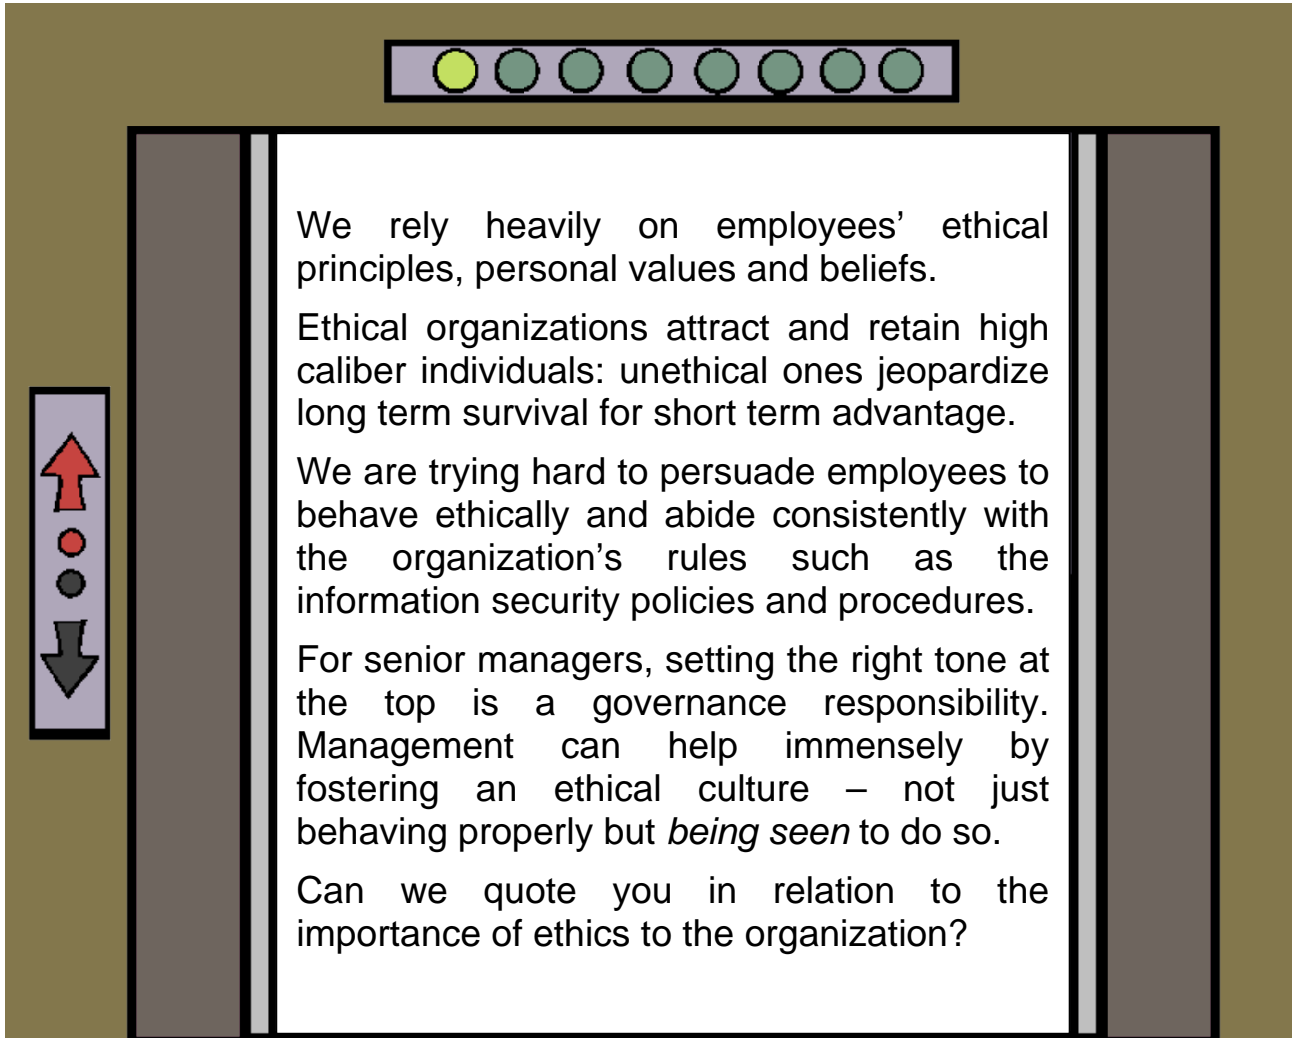 We rely heavily on employees’ ethical
principles, personal values and beliefs.
Ethical organizations attract and retain high
caliber individuals: unethical ones jeopardize
long term survival for short term advantage.
We are trying hard to persuade employees to
behave ethically and abide consistently with
the organization’s rules such as the
information security policies and procedures.
For senior managers, setting the right tone at
the top is a governance responsibility.
Management can help immensely by
fostering an ethical culture – not just
behaving properly but being seen to do so.
Can we quote you in relation to the
importance of ethics to the organization?